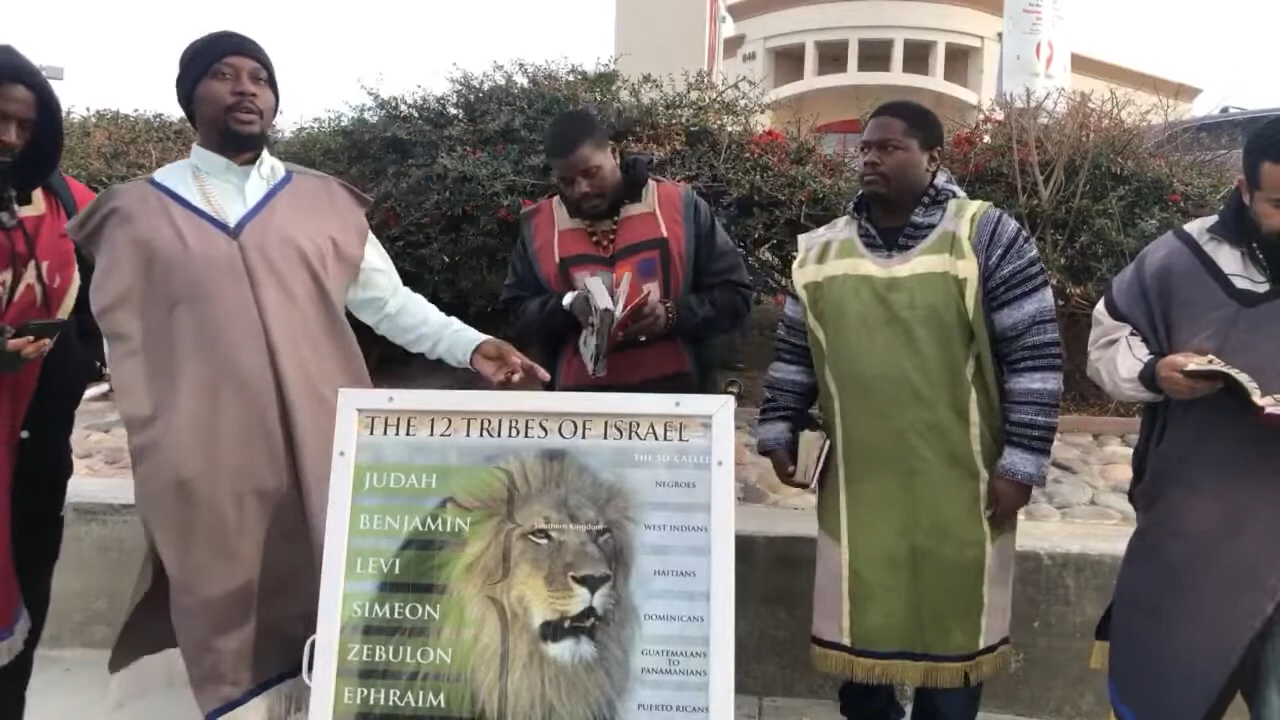 848
THE 12 TRIBES OF ISRAEL
THE SO CALLED
JUDAH
NEGROES
BENJAMIN
Southern Kingdom
WEST INDIANS
LEVI
HAITIANS
SIMEON
DOMINICANS
ZEBULON
GUATEMALANS
TO
PANAMANIANS
EPHRAIM
PUERTO RICANS